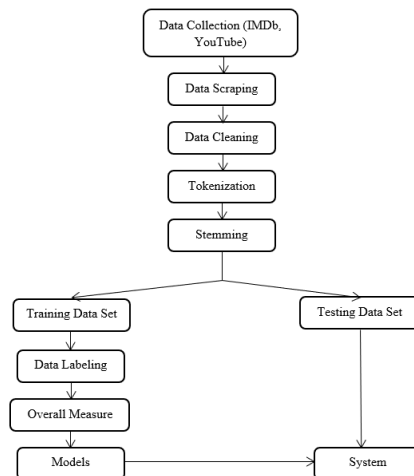 Data Collection (IMDb,
YouTube)
Data Scraping
Data Cleaning
Tokenization
Stemming
Training Data Set
Testing Data Set
Data Labeling
Overall Measure
Models
System